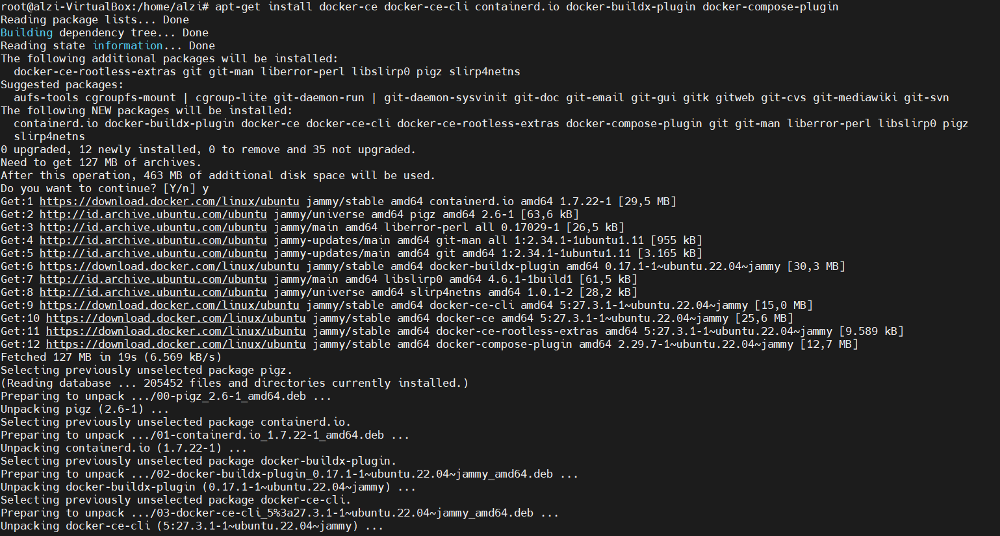 root@alzi-VirtualBox:/home/alzi# apt-get install docker-ce docker-ce-cli containerd.io docker-buildx-plugin docker-compose-plugin
Reading package lists... Done
Building dependency tree... Done
Reading state information... Done
The following additional packages will be installed:
  docker-ce-rootless-extras git git-man liberror-perl libslirp0 pigz slirp4netns
Suggested packages:
  aufs-tools cgroupfs-mount | cgroup-lite git-daemon-run | git-daemon-sysvinit git-doc git-email git-gui gitk gitweb git-cvs git-mediawiki git-svn
The following NEW packages will be installed:
  containerd.io docker-buildx-plugin docker-ce docker-ce-cli docker-ce-rootless-extras docker-compose-plugin git git-man liberror-perl libslirp0 pigz
  slirp4netns
0 upgraded, 12 newly installed, 0 to remove and 35 not upgraded.
Need to get 127 MB of archives.
After this operation, 463 MB of additional disk space will be used.
Do you want to continue? [Y/n] y
Get:1 https://download.docker.com/linux/ubuntu jammy/stable amd64 containerd.io amd64 1.7.22-1 [29,5 MB]
Get:2 http://id.archive.ubuntu.com/ubuntu jammy/universe amd64 pigz amd64 2.6-1 [63,6 kB]
Get:3 http://id.archive.ubuntu.com/ubuntu jammy/main amd64 liberror-perl all 0.17029-1 [26,5 kB]
Get:4 http://id.archive.ubuntu.com/ubuntu jammy-updates/main amd64 git-man all 1:2.34.1-1ubuntu1.11 [955 kB]
Get:5 http://id.archive.ubuntu.com/ubuntu jammy-updates/main amd64 git amd64 1:2.34.1-1ubuntu1.11 [3.165 kB]
Get:6 https://download.docker.com/linux/ubuntu jammy/stable amd64 docker-buildx-plugin amd64 0.17.1-1~ubuntu.22.04~jammy [30,3 MB]
Get:7 http://id.archive.ubuntu.com/ubuntu jammy/main amd64 libslirp0 amd64 4.6.1-1build1 [61,5 kB]
Get:8 http://id.archive.ubuntu.com/ubuntu jammy/universe amd64 slirp4netns amd64 1.0.1-2 [28,2 kB]
Get:9 https://download.docker.com/linux/ubuntu jammy/stable amd64 docker-ce-cli amd64 5:27.3.1-1~ubuntu.22.04~jammy [15,0 MB]
Get:10 https://download.docker.com/linux/ubuntu jammy/stable amd64 docker-ce amd64 5:27.3.1-1~ubuntu.22.04~jammy [25,6 MB]
Get:11 https://download.docker.com/linux/ubuntu jammy/stable amd64 docker-ce-rootless-extras amd64 5:27.3.1-1~ubuntu.22.04~jammy [9.589 kB]
Get:12 https://download.docker.com/linux/ubuntu jammy/stable amd64 docker-compose-plugin amd64 2.29.7-1~ubuntu.22.04~jammy [12,7 MB]
Fetched 127 MB in 19s (6.569 kB/s)
Selecting previously unselected package pigz.
(Reading database ... 205452 files and directories currently installed.)
Preparing to unpack .../00-pigz_2.6-1_amd64.deb ...
Unpacking pigz (2.6-1) ...
Selecting previously unselected package containerd.io.
Preparing to unpack .../01-containerd.io_1.7.22-1_amd64.deb ...
Unpacking containerd.io (1.7.22-1) ...
Selecting previously unselected package docker-buildx-plugin.
Preparing to unpack .../02-docker-buildx-plugin_0.17.1-1~ubuntu.22.04~jammy_amd64.deb ...
Unpacking docker-buildx-plugin (0.17.1-1~ubuntu.22.04~jammy) ...
Selecting previously unselected package docker-ce-cli.
Preparing to unpack .../03-docker-ce-cli_5%3a27.3.1-1~ubuntu.22.04~jammy_amd64.deb ...
Unpacking docker-ce-cli (5:27.3.1-1~ubuntu.22.04~jammy) ...